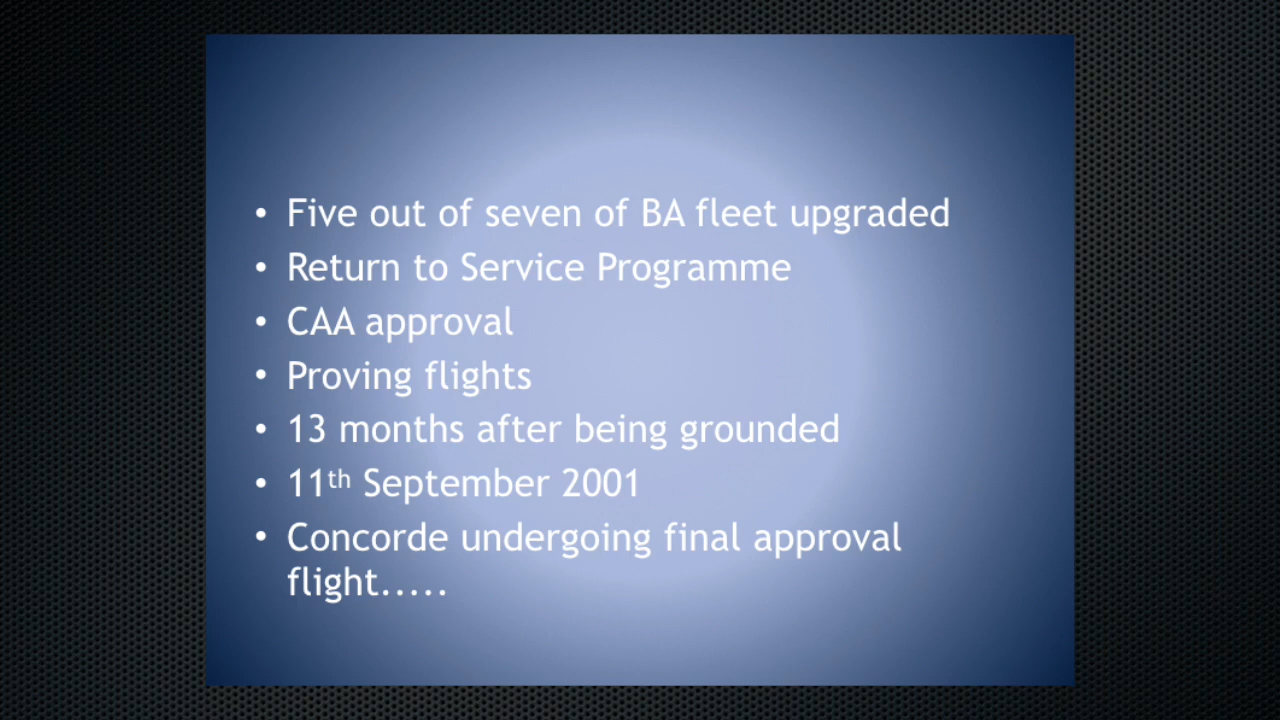 • Five out of seven of BA fleet upgraded
• Return to Service Programme
• CAA approval
• Proving flights
• 13 months after being grounded
• 11th September 2001
• Concorde undergoing final approval
flight.....